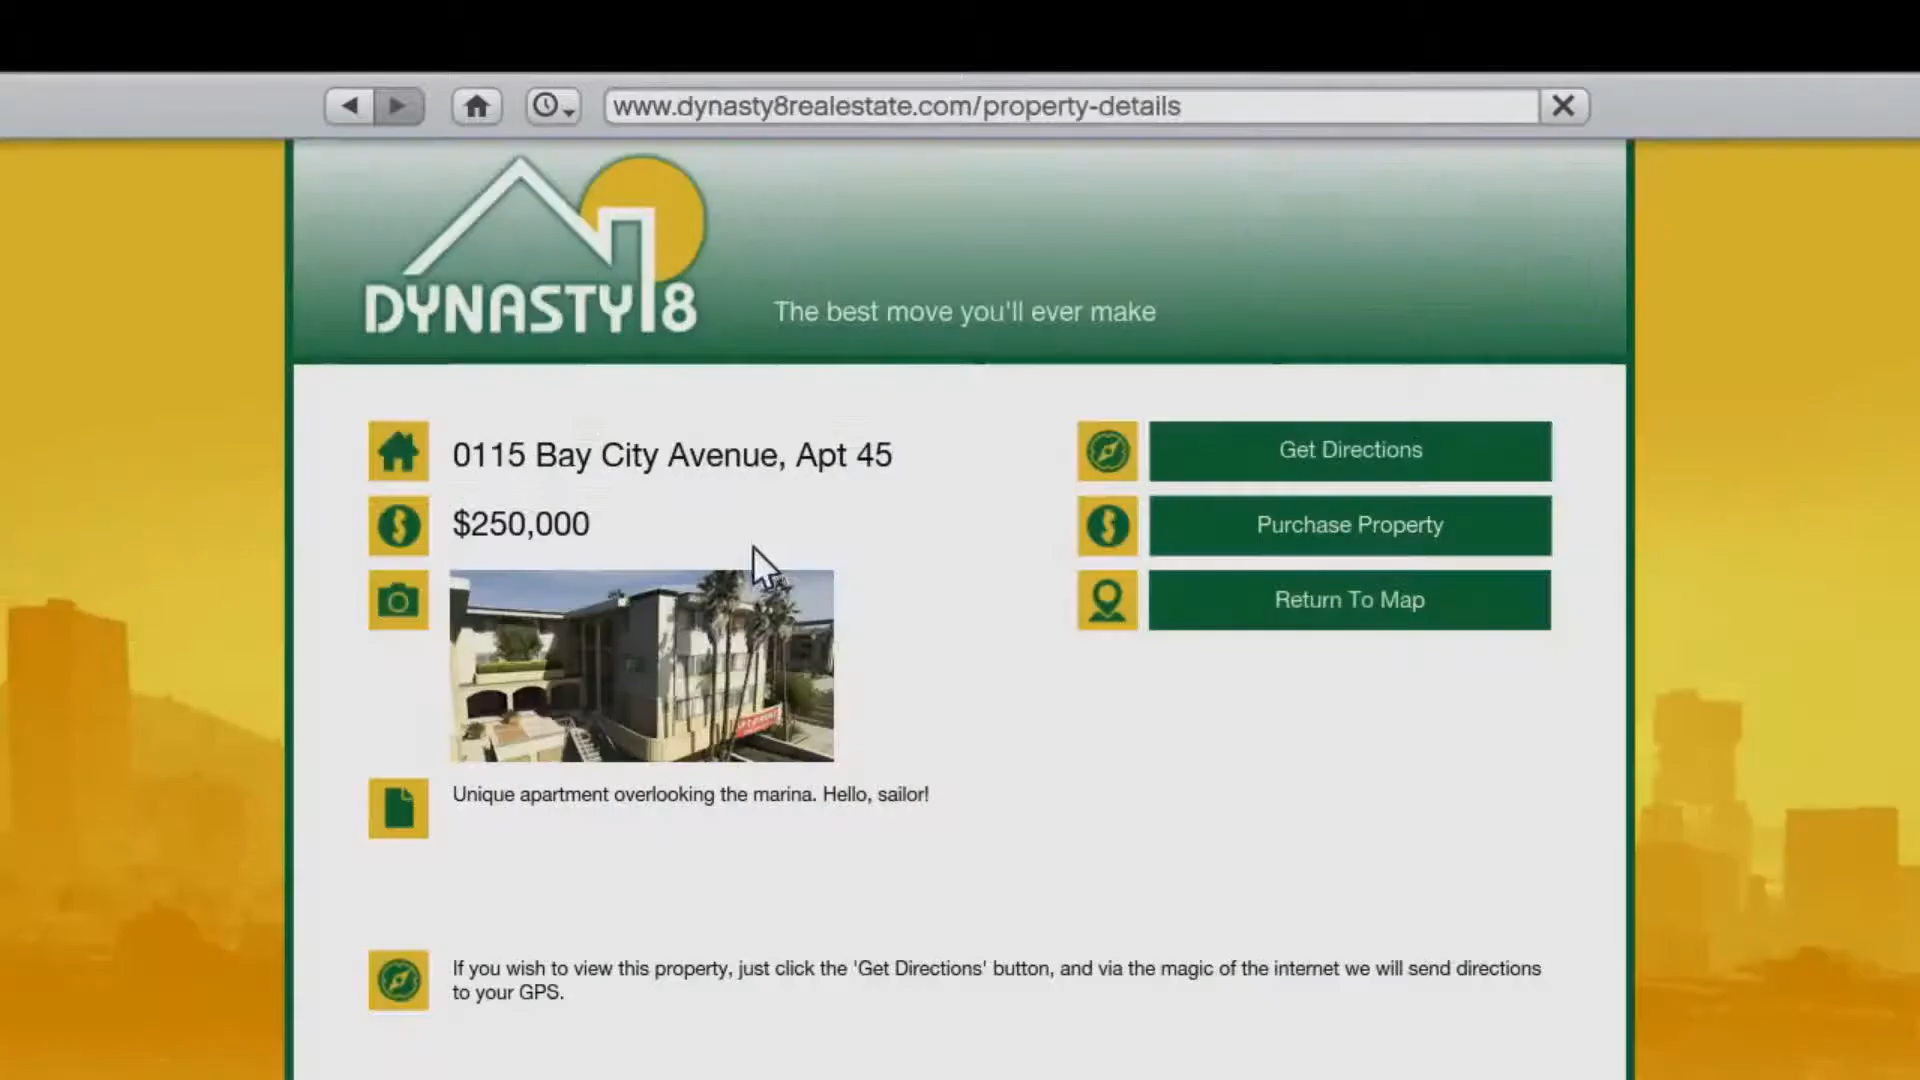 www.dynasty8realestate.com/property-details
DYNASTY 8
The best move you'll ever make
0115 Bay City Avenue, Apt 45
$250,000
Get Directions
Purchase Property
Return To Map
Unique apartment overlooking the marina. Hello, sailor!
If you wish to view this property, just click the 'Get Directions' button, and via the magic of the internet we will send directions
to your GPS.